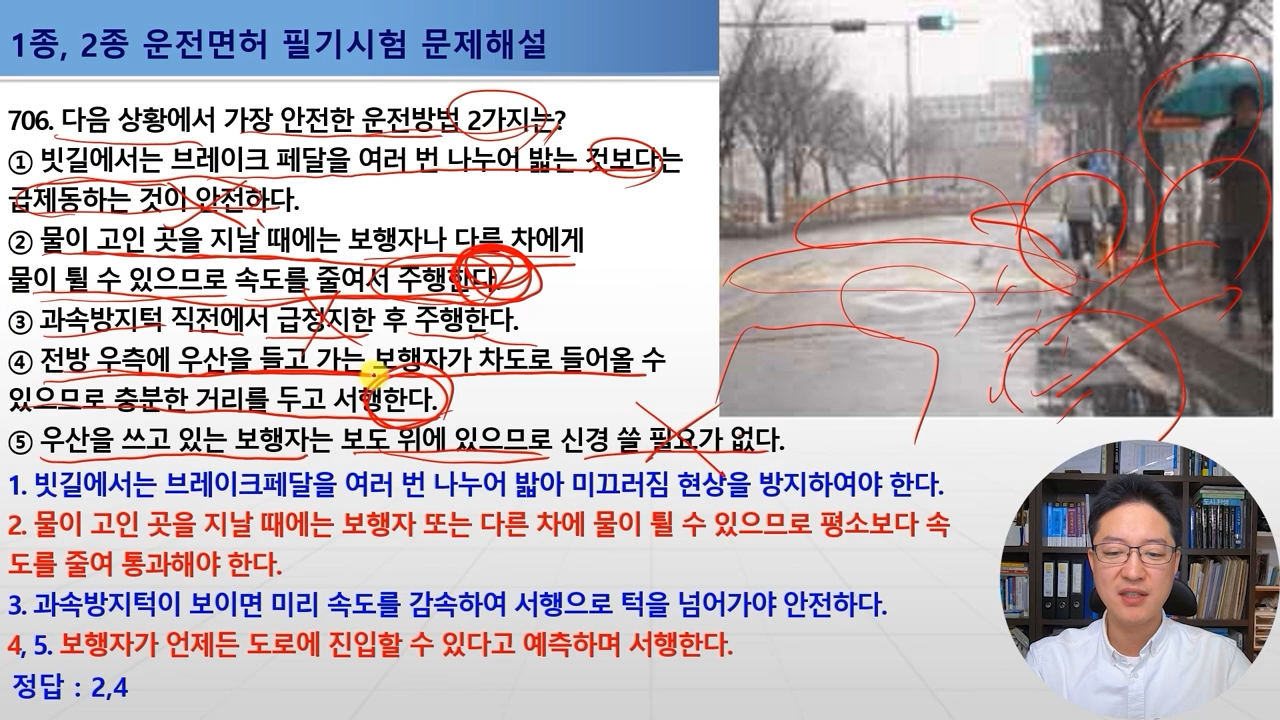 1종, 2종 운전면허 필기시험 문제해설
706. 다음 상황에서 가장 안전한 운전방법 2가지는?
① 빗길에서는 브레이크 페달을 여러 번 나누어 밟는 것보다는
급제동하는 것이 안전하다.
② 물이 고인 곳을 지날 때에는 보행자나 다른 차에게
물이 튈 수 있으므로 속도를 줄여서 주행한다.
③ 과속방지턱 직전에서 급정지한 후 주행한다.
④ 전방 우측에 우산을 들고 가는 보행자가 차도로 들어올 수
있으므로 충분한 거리를 두고 서행한다.
⑤ 우산을 쓰고 있는 보행자는 보도 위에 있으므로 신경 쓸 필요가 없다.
1. 빗길에서는 브레이크페달을 여러 번 나누어 밟아 미끄러짐 현상을 방지하여야 한다.
2. 물이 고인 곳을 지날 때에는 보행자 또는 다른 차에 물이 튈 수 있으므로 평소보다 속
도를 줄여 통과해야 한다.
3. 과속방지턱이 보이면 미리 속도를 감속하여 서행으로 턱을 넘어가야 안전하다.
4, 5. 보행자가 언제든 도로에 진입할 수 있다고 예측하며 서행한다.
정답 : 2,4